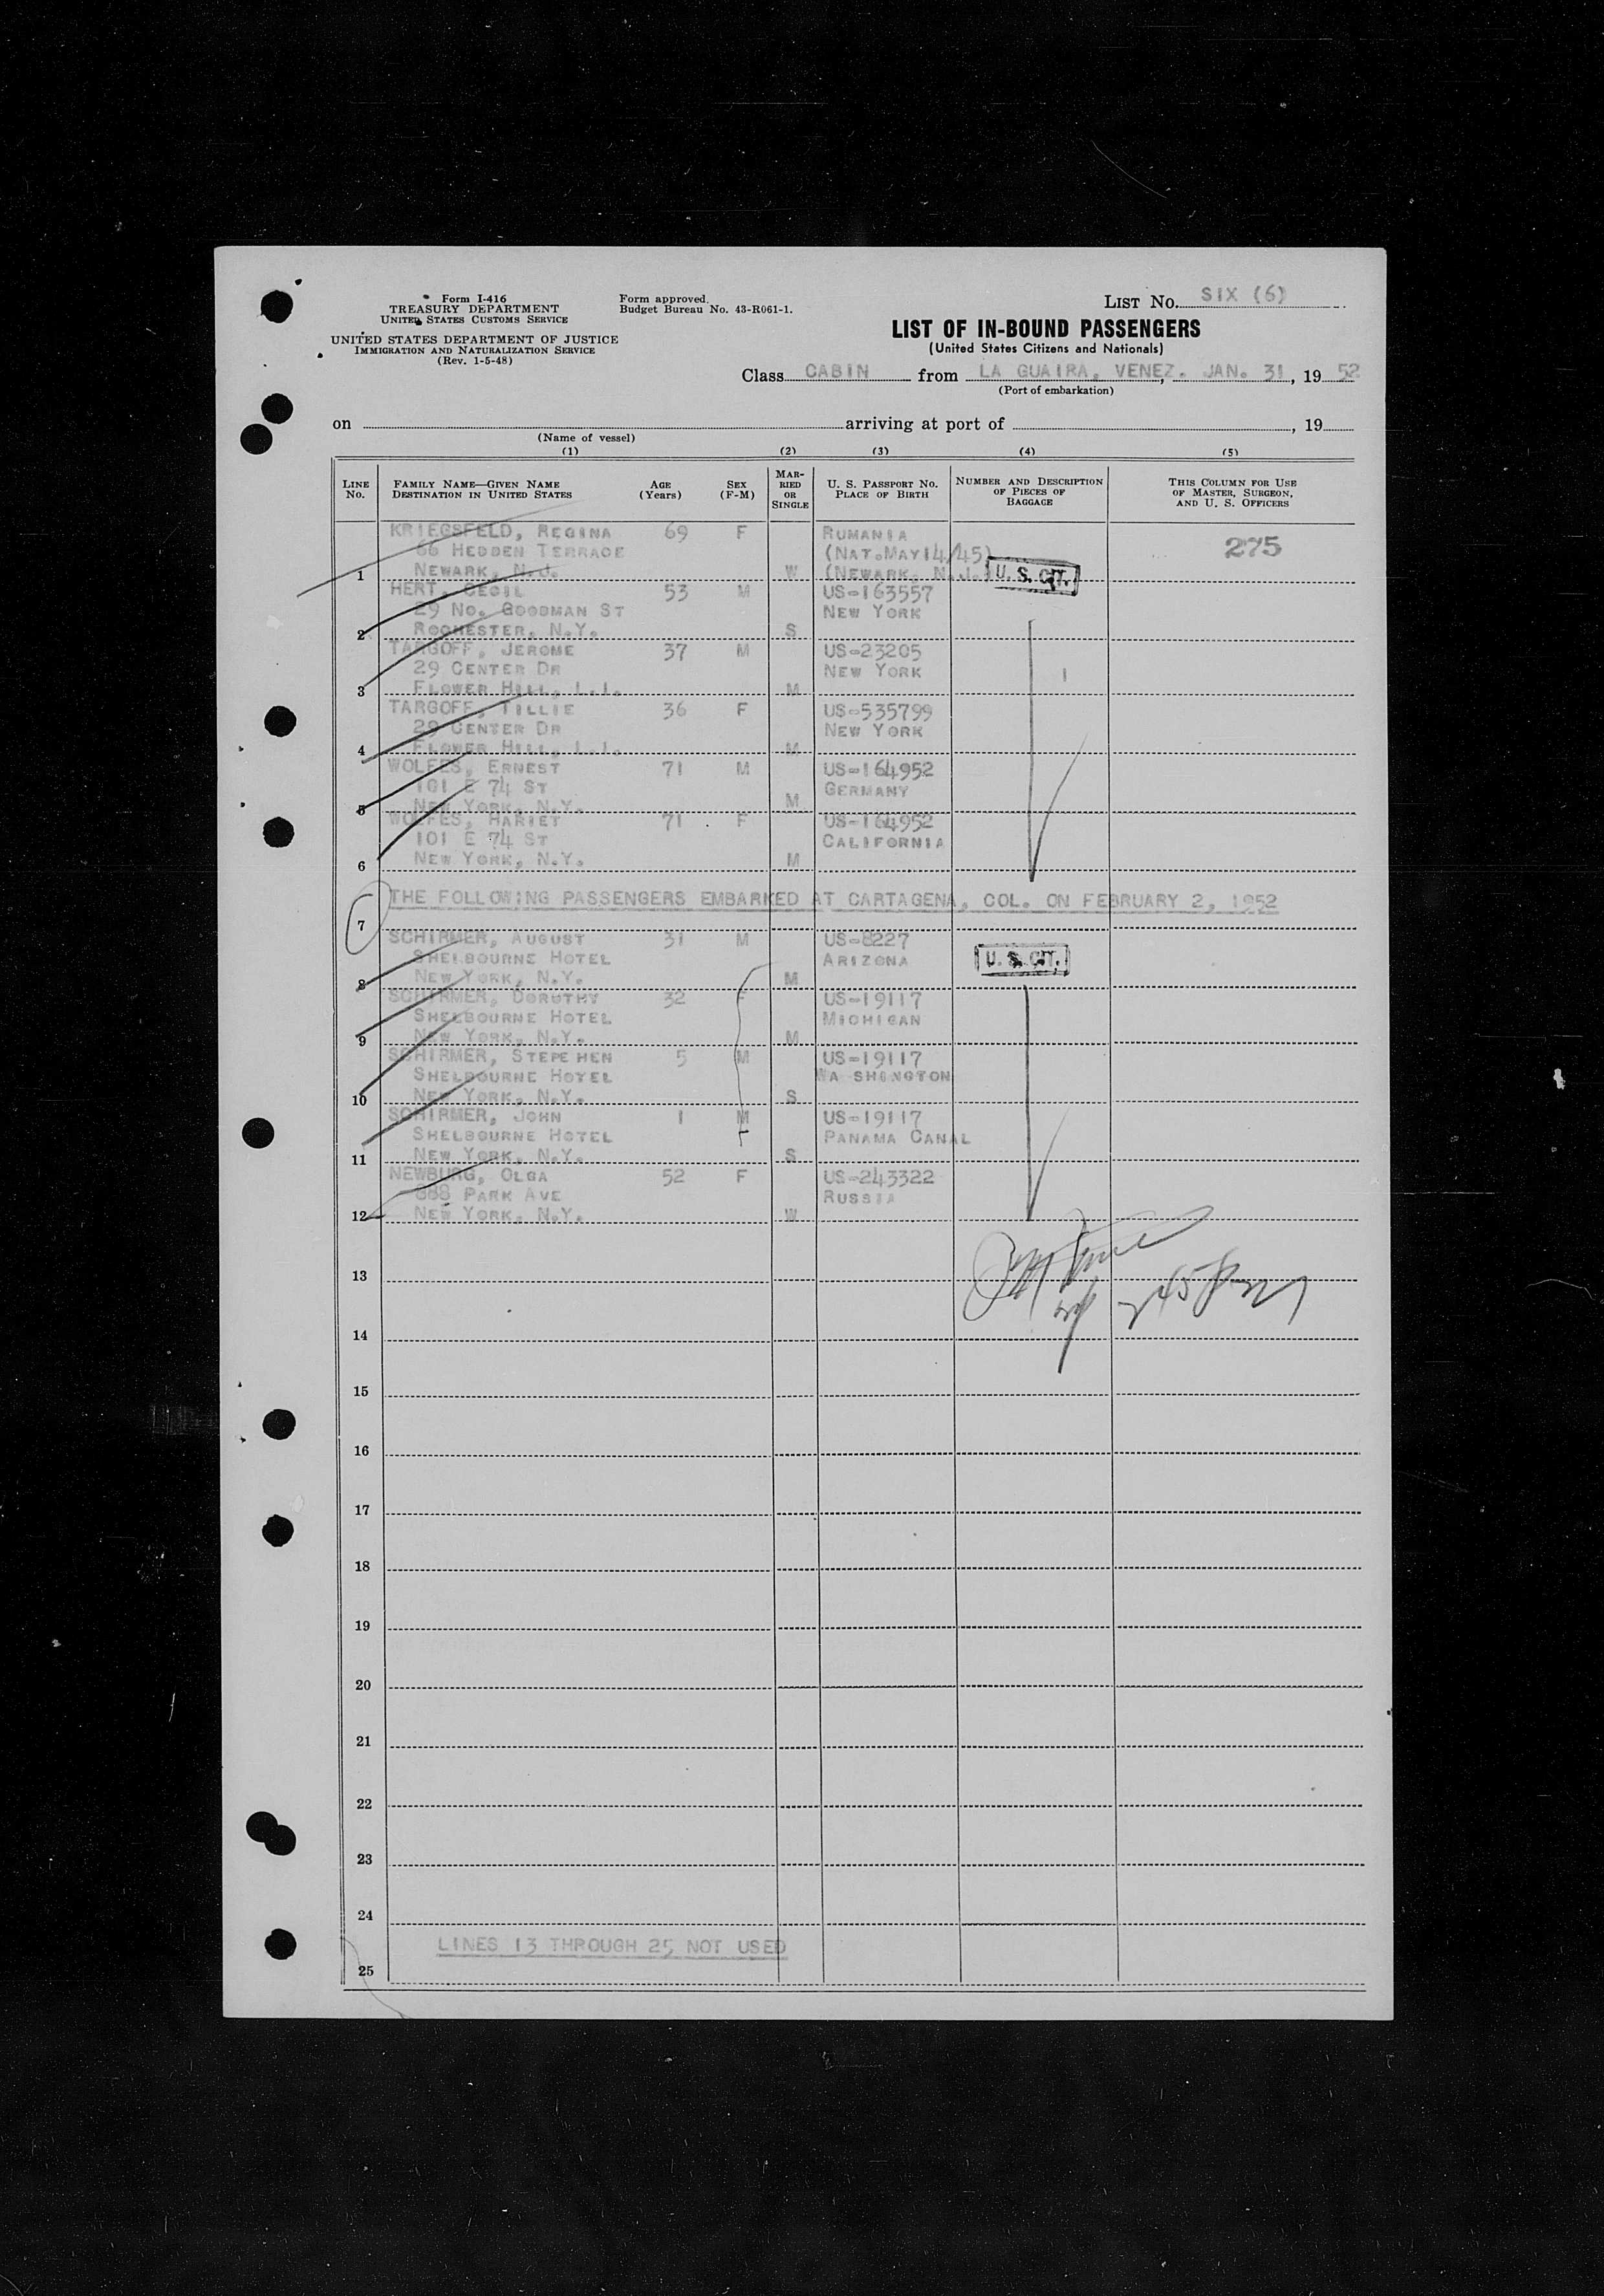 Form I-416
TREASURY DEPARTMENT
UNITED STATES CUSTOMS SERVICE
UNITED STATES DEPARTMENT OF JUSTICE
IMMIGRATION AND NATURALIZATION SERVICE
(Rev. 1-5-48)
Form approved.
Budget Bureau No. 43-R061-1.
LIST NO. SIX (6)
LIST OF IN-BOUND PASSENGERS
(United States Citizens and Nationals)
Class CABIN from LA GUAIRA, VENEZ. JAN. 31, 19 52
(Port of embarkation)
on arriving at port of , 19
(Name of vessel)
(1) (2) (3) (4) (5)
LINE NO. FAMILY NAME—GIVEN NAME DESTINATION IN UNITED STATES AGE (Years) SEX (F-M) MARRIED OR SINGLE U. S. PASSPORT NO. PLACE OF BIRTH NUMBER AND DESCRIPTION OF PIECES OF BAGGAGE THIS COLUMN FOR USE OF MASTER, SURGEON, AND U. S. OFFICERS
KRIEGSFELD, REGINA 69 F RUMANIA
66 HEDDEN TERRACE (NAT. MAY 14/45) 275
1 NEWARK, N.J. W (NEWARK, N.J.) U. S. CIT.
HERT, CECIL 53 M US-163557
29 NO. GOODMAN ST NEW YORK
2 ROCHESTER, N.Y. S
TARGOFF, JEROME 37 M US-23205
29 CENTER DR NEW YORK
3 FLOWER HILL, L.I. M
TARGOFF, TILLIE 36 F US-535799
29 CENTER DR NEW YORK
4 FLOWER HILL, L.I. M
WOLFES, ERNEST 71 M US-164952
101 E 74 ST GERMANY
5 NEW YORK, N.Y. M
WOLFES, HARIET 71 F US-164952
101 E 74 ST CALIFORNIA
6 NEW YORK, N.Y. M
THE FOLLOWING PASSENGERS EMBARKED AT CARTAGENA, COL. ON FEBRUARY 2, 1952
7
SCHIRMER, AUGUST 31 M US-8227
SHELBOURNE HOTEL ARIZONA U. S. CIT.
8 NEW YORK, N.Y. M
SCHIRMER, DOROTHY 32 F US-19117
SHELBOURNE HOTEL MICHIGAN
9 NEW YORK, N.Y. M
SCHIRMER, STEPEHEN 5 M US-19117
SHELBOURNE HOTEL WA SHINGTON
10 NEW YORK, N.Y. S
SCHIRMER, JOHN 1 M US-19117
SHELBOURNE HOTEL PANAMA CANAL
11 NEW YORK, N.Y. S
NEWBURG, OLGA 52 F US-243322
888 PARK AVE RUSSIA
12 NEW YORK, N.Y. W
13
14
15
16
17
18
19
20
21
22
23
24
LINES 13 THROUGH 25 NOT USED
25